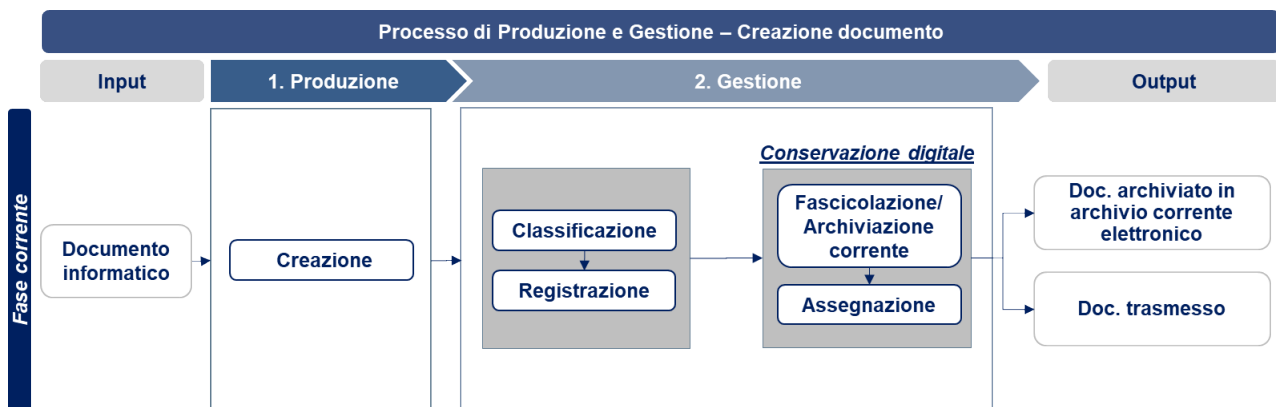 Processo di Produzione e Gestione – Creazione documento
Input
1. Produzione
2. Gestione
Output
Fase corrente
Documento
informatico
Creazione
Classificazione
Registrazione
Conservazione digitale
Fascicolazione/
Archiviazione
corrente
Assegnazione
Doc. archiviato in
archivio corrente
elettronico
Doc. trasmesso